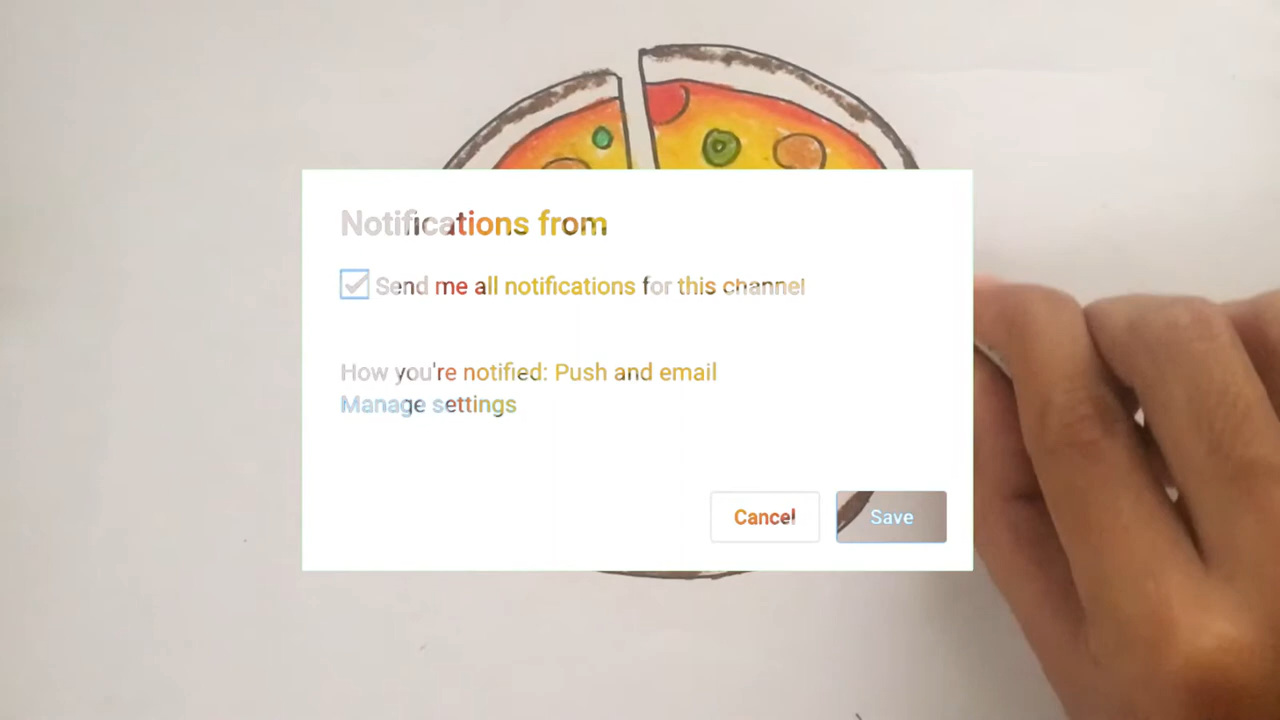 Notifications from
Send me all notifications for this channel
How you're notified: Push and email
Manage settings
Cancel
Save